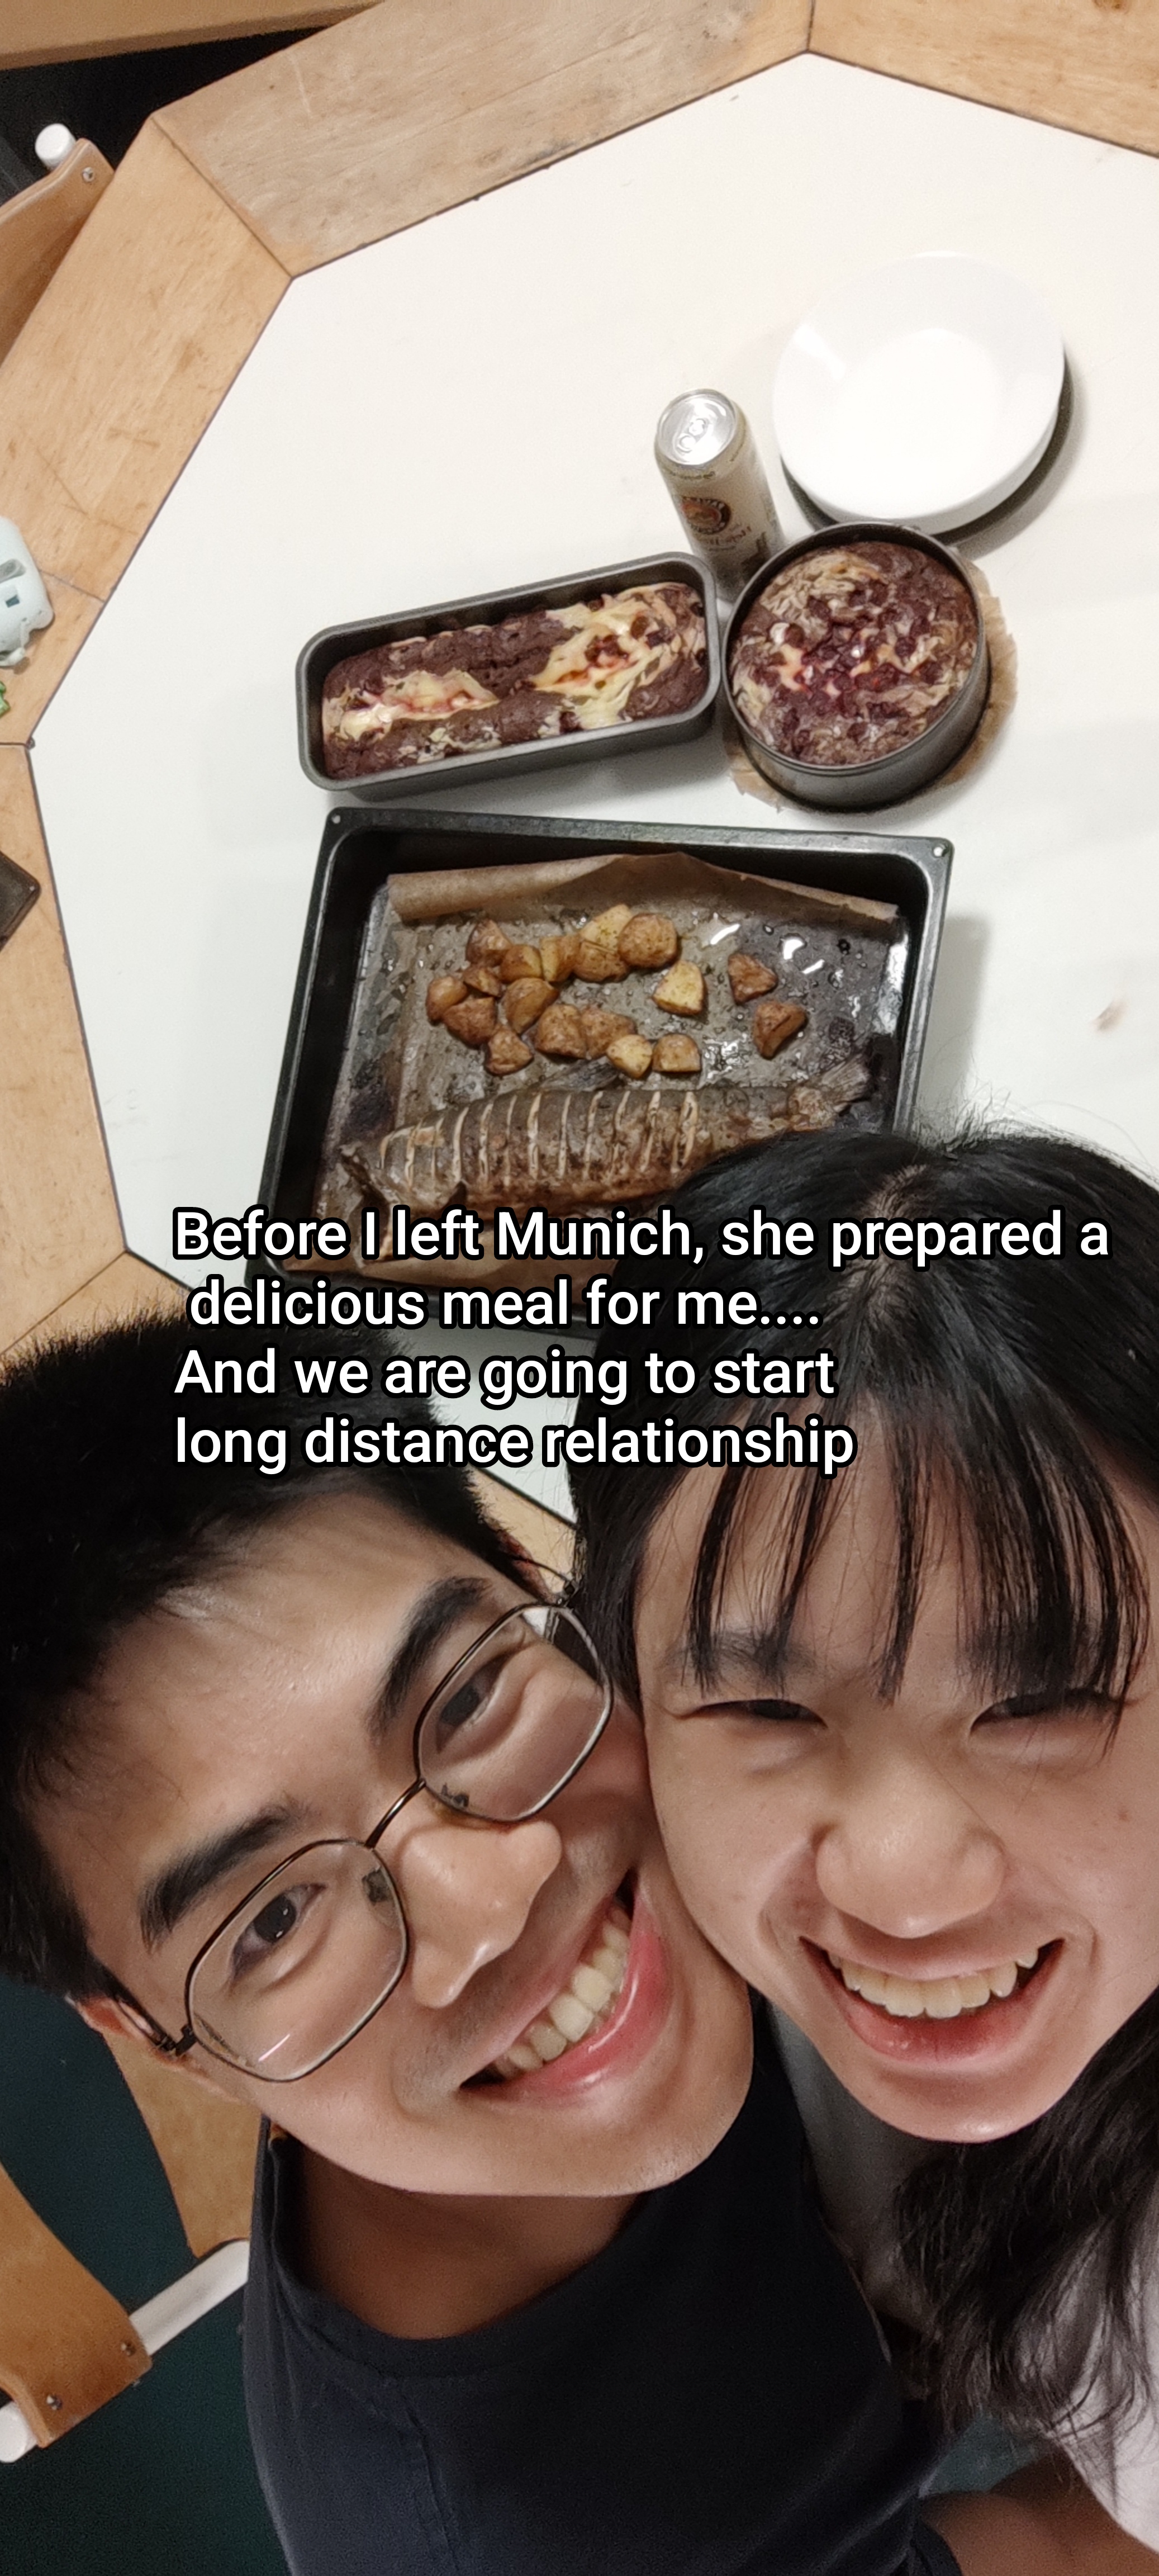 Before I left Munich, she prepared a
delicious meal for me....
And we are going to start
long distance relationship